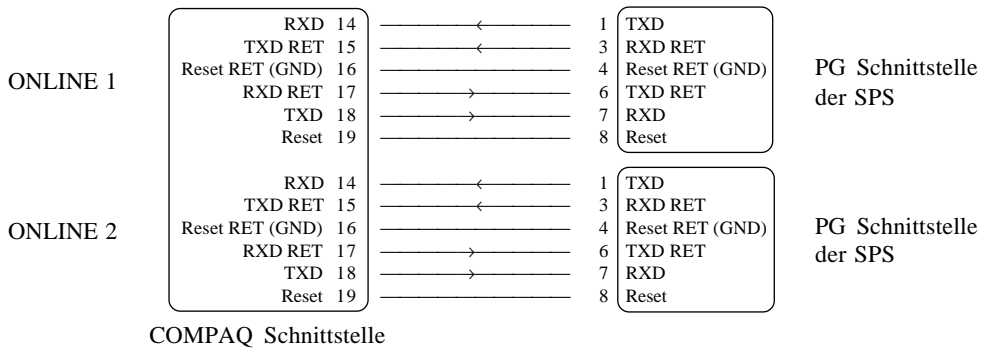 RXD 14 1 TXD
TXD RET 15 3 RXD RET
Reset RET (GND) 16 4 Reset RET (GND)
RXD RET 17 6 TXD RET
TXD 18 7 RXD
Reset 19 8 Reset
ONLINE 1
PG Schnittstelle
der SPS
RXD 14 1 TXD
TXD RET 15 3 RXD RET
Reset RET (GND) 16 4 Reset RET (GND)
RXD RET 17 6 TXD RET
TXD 18 7 RXD
Reset 19 8 Reset
ONLINE 2
PG Schnittstelle
der SPS
COMPAQ Schnittstelle